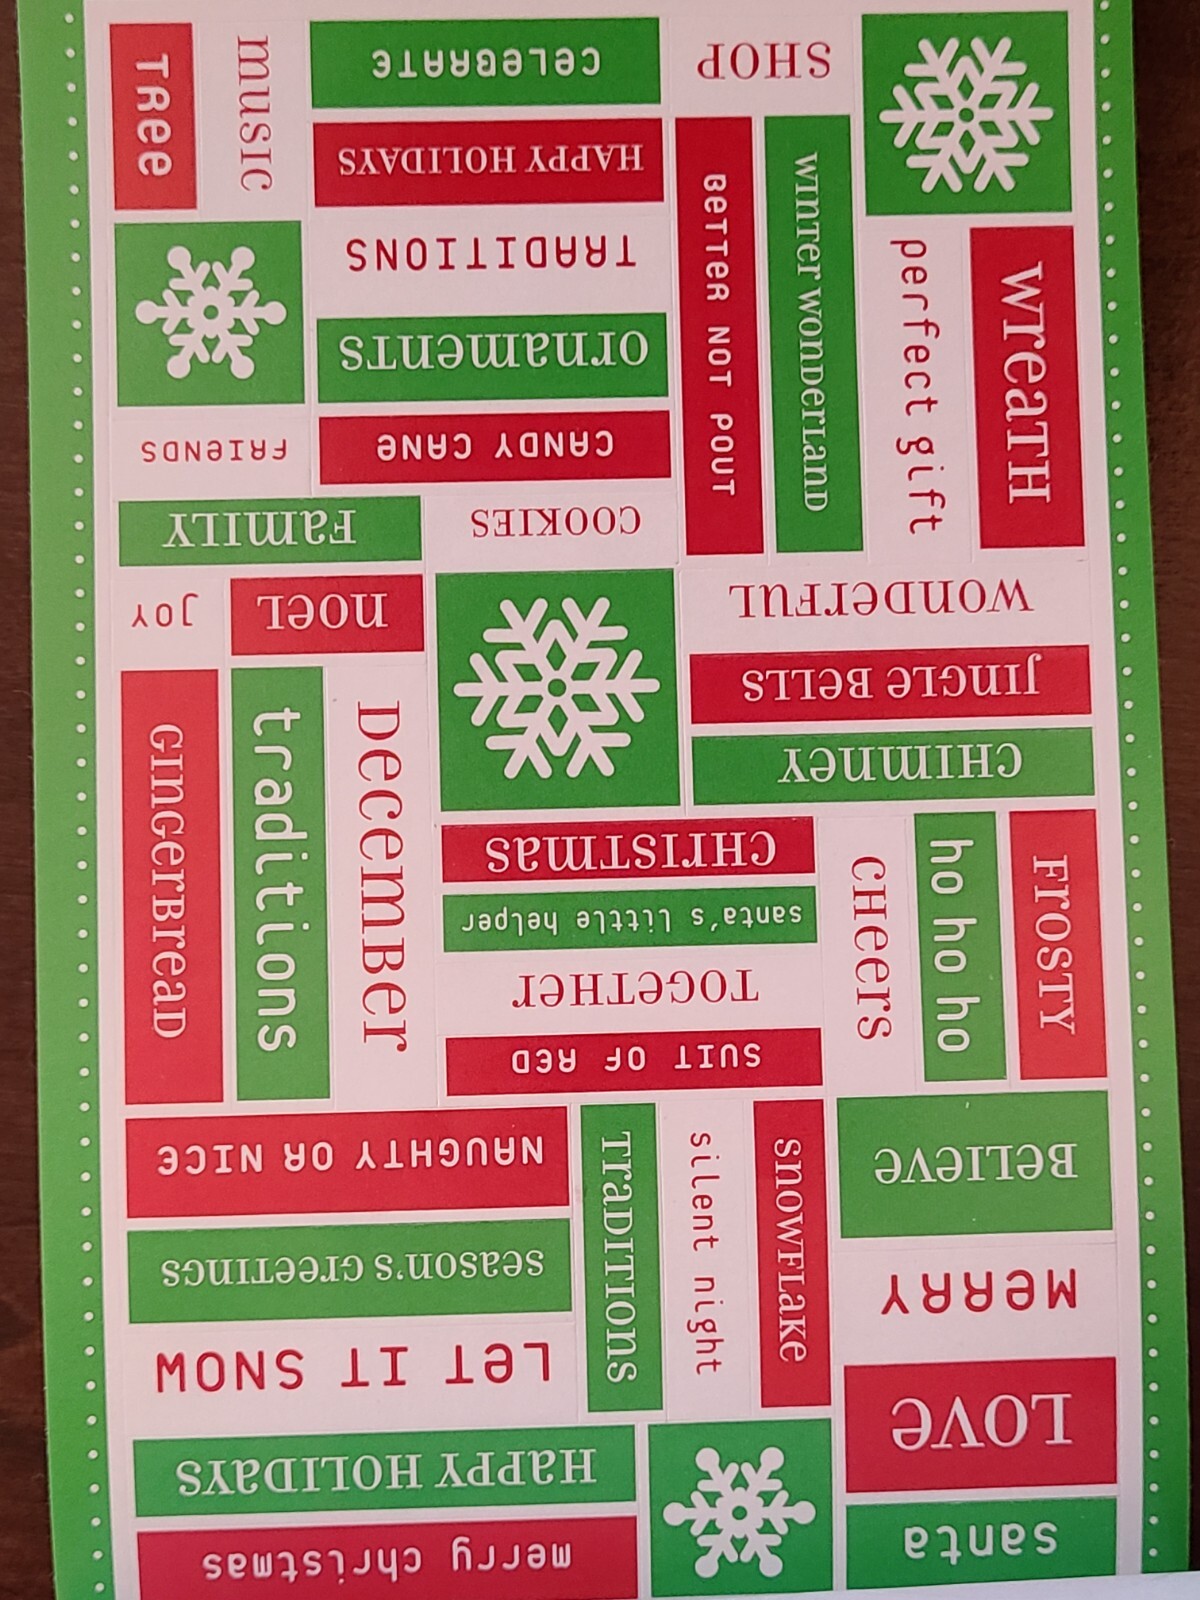 santa
merry christmas
LOVE
HAPPY HOLIDAYS
LeT IT SNOW
MeRRY
snowFLake
silent night
TraDITIONS
season's GreeTInGS
BeLIeve
NAUGHTY OR NICE
SUIT OF RED
FrOSTY
ho ho ho
CHeerS
TOGeTHer
santa's little helper
CHrISTmas
DeCemBer
traditions
GInGerBreaD
CHImneY
JInGLe BeLLS
wonDerFUL
noeL
JOY
COOKIES
FamILY
CANDY CANe
FRIeNDS
wreaTH
perfect gift
wInTer wonDerLanD
BeTTeR NOT POUT
ornamenTS
TRADITIONS
HAPPY HOLIDAYS
SHOP
CeLeBRATe
musIC
TRee